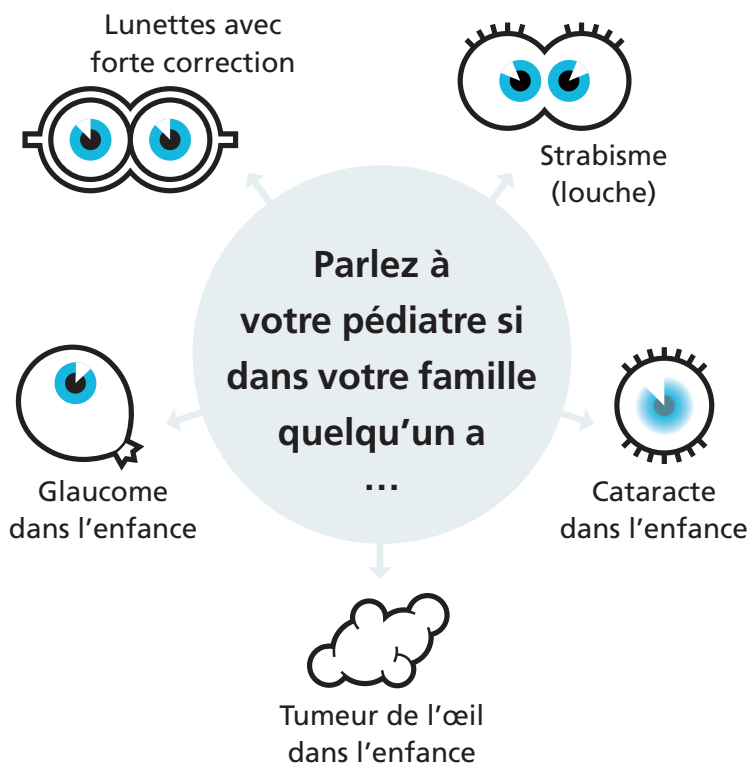 Lunettes avec
forte correction
Strabisme
(louche)
Parlez à
votre pédiatre si
dans votre famille
quelqu’un a
...
Glaucome
dans l’enfance
Cataracte
dans l’enfance
Tumeur de l’œil
dans l’enfance